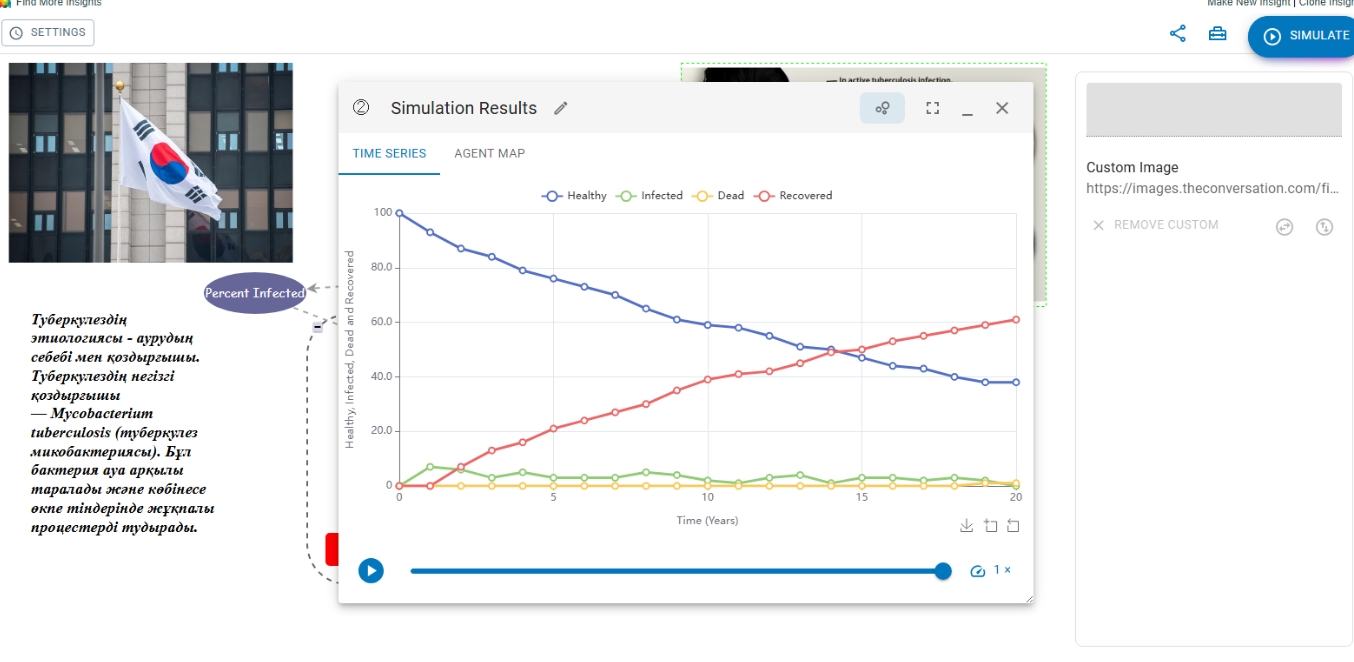 Find More Insights
Make New Insight | Clone Insigh
SETTINGS
SIMULATE
In active tuberculosis infection,
② Simulation Results
TIME SERIES
AGENT MAP
Healthy
Infected
Dead
Recovered
Healthy, Infected, Dead and Recovered
100
80.0
60.0
40.0
20.0
0
0
5
10
15
20
Time (Years)
1 ×
Percent Infected
Туберкулездің
этиологиясы - аурудың
себебі мен қоздырғышы.
Туберкулездің негізгі
қоздырғышы
— Mycobacterium
tuberculosis (туберкулез
микобактериясы). Бұл
бактерия ауа арқылы
таралады және көбінесе
өкпе тіндерінде жұқпалы
процестерді тудырады.
Custom Image
https://images.theconversation.com/fi...
REMOVE CUSTOM